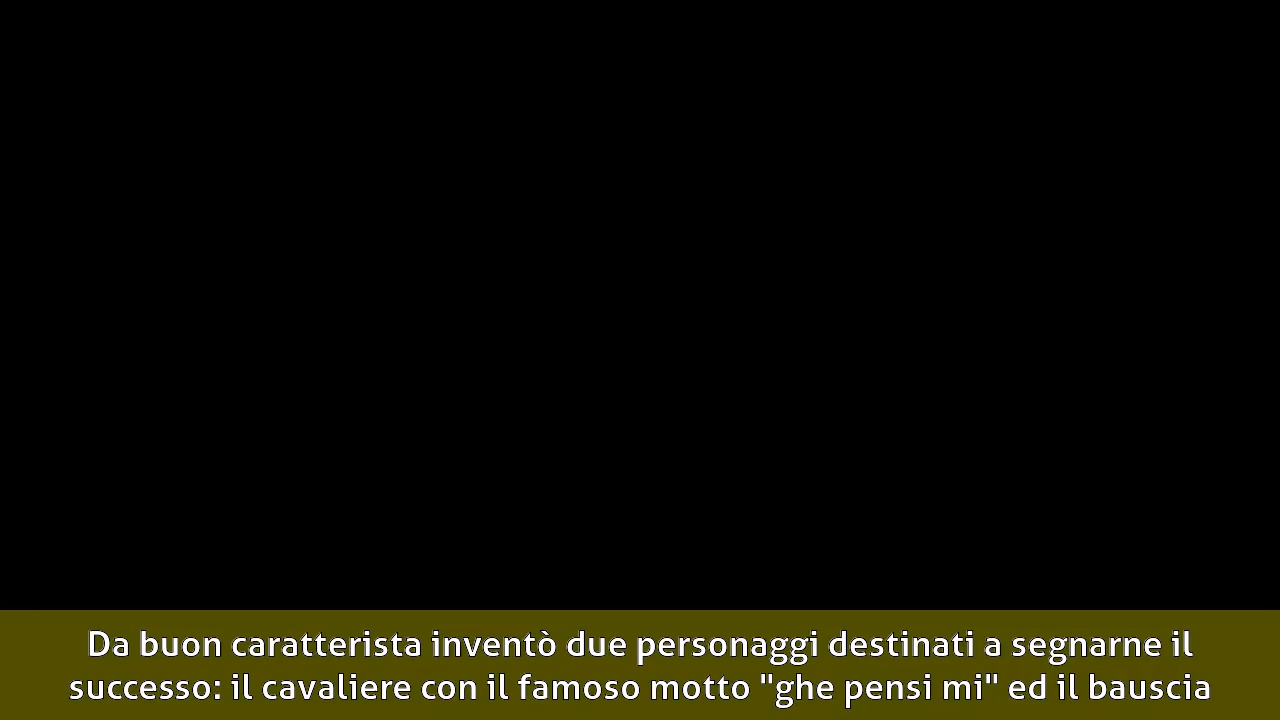 Da buon caratterista inventò due personaggi destinati a segnarne il
successo: il cavaliere con il famoso motto "ghe pensi mi" ed il bauscia